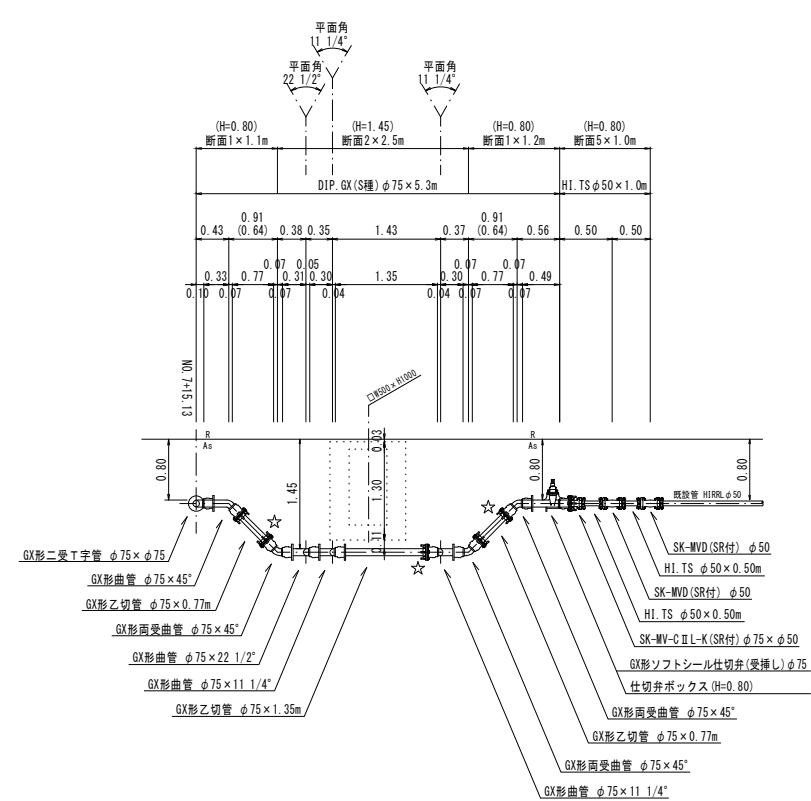 平面角
11 1/4°
平面角
22 1/2°
平面角
11 1/4°
(H=0.80)
断面1×1.1m
(H=1.45)
断面2×2.5m
(H=0.80)
断面1×1.2m
(H=0.80)
断面5×1.0m
DIP.GX(S種)φ75×5.3m
HI.TSφ50×1.0m
0.43
0.91
(0.64)
0.38
0.35
1.43
0.37
0.91
(0.64)
0.56
0.50
0.50
0.10
0.33
0.07
0.77
0.07
0.07
0.31
0.05
0.30
0.04
1.35
0.04
0.30
0.07
0.07
0.77
0.07
0.07
0.49
NO.7+15.13
□W500×H1000
R
As
R
As
0.80
1.45
0.03
1.30
0.11
0.80
0.80
既設管 HIRRLφ50
☆
☆
☆
GX形二受T字管 φ75×φ75
GX形曲管 φ75×45°
GX形乙切管 φ75×0.77m
GX形両受曲管 φ75×45°
GX形曲管 φ75×22 1/2°
GX形曲管 φ75×11 1/4°
GX形乙切管 φ75×1.35m
SK-MVD(SR付) φ50
HI.TS φ50×0.50m
SK-MVD(SR付) φ50
HI.TS φ50×0.50m
SK-MV-CⅡL-K(SR付)φ75×φ50
GX形ソフトシール仕切弁(受挿し)φ75
仕切弁ボックス(H=0.80)
GX形両受曲管 φ75×45°
GX形乙切管 φ75×0.77m
GX形両受曲管 φ75×45°
GX形曲管 φ75×11 1/4°